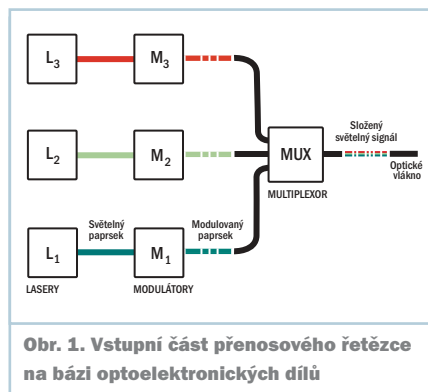 L3
M3
L2
M2
MUX
Složený
světelný signál
Optické
vlákno
MULTIPLEXOR
Světelný
paprsek
Modulovaný
paprsek
L1
M1
LASERY
MODULÁTORY
Obr. 1. Vstupní část přenosového řetězce
na bázi optoelektronických dílů